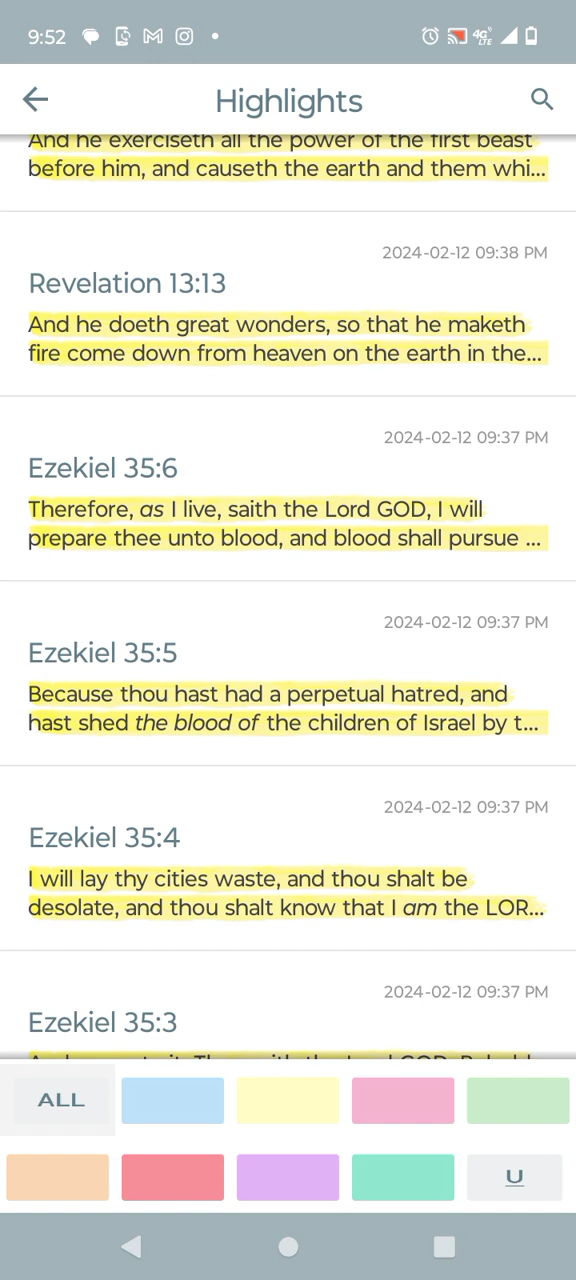 9:52
4G
LTE
Highlights
And he exerciseth all the power of the first beast
before him, and causeth the earth and them whi...
2024-02-12 09:38 PM
Revelation 13:13
And he doeth great wonders, so that he maketh
fire come down from heaven on the earth in the...
2024-02-12 09:37 PM
Ezekiel 35:6
Therefore, as I live, saith the Lord GOD, I will
prepare thee unto blood, and blood shall pursue ...
2024-02-12 09:37 PM
Ezekiel 35:5
Because thou hast had a perpetual hatred, and
hast shed the blood of the children of Israel by t...
2024-02-12 09:37 PM
Ezekiel 35:4
I will lay thy cities waste, and thou shalt be
desolate, and thou shalt know that I am the LOR...
2024-02-12 09:37 PM
Ezekiel 35:3
ALL
U